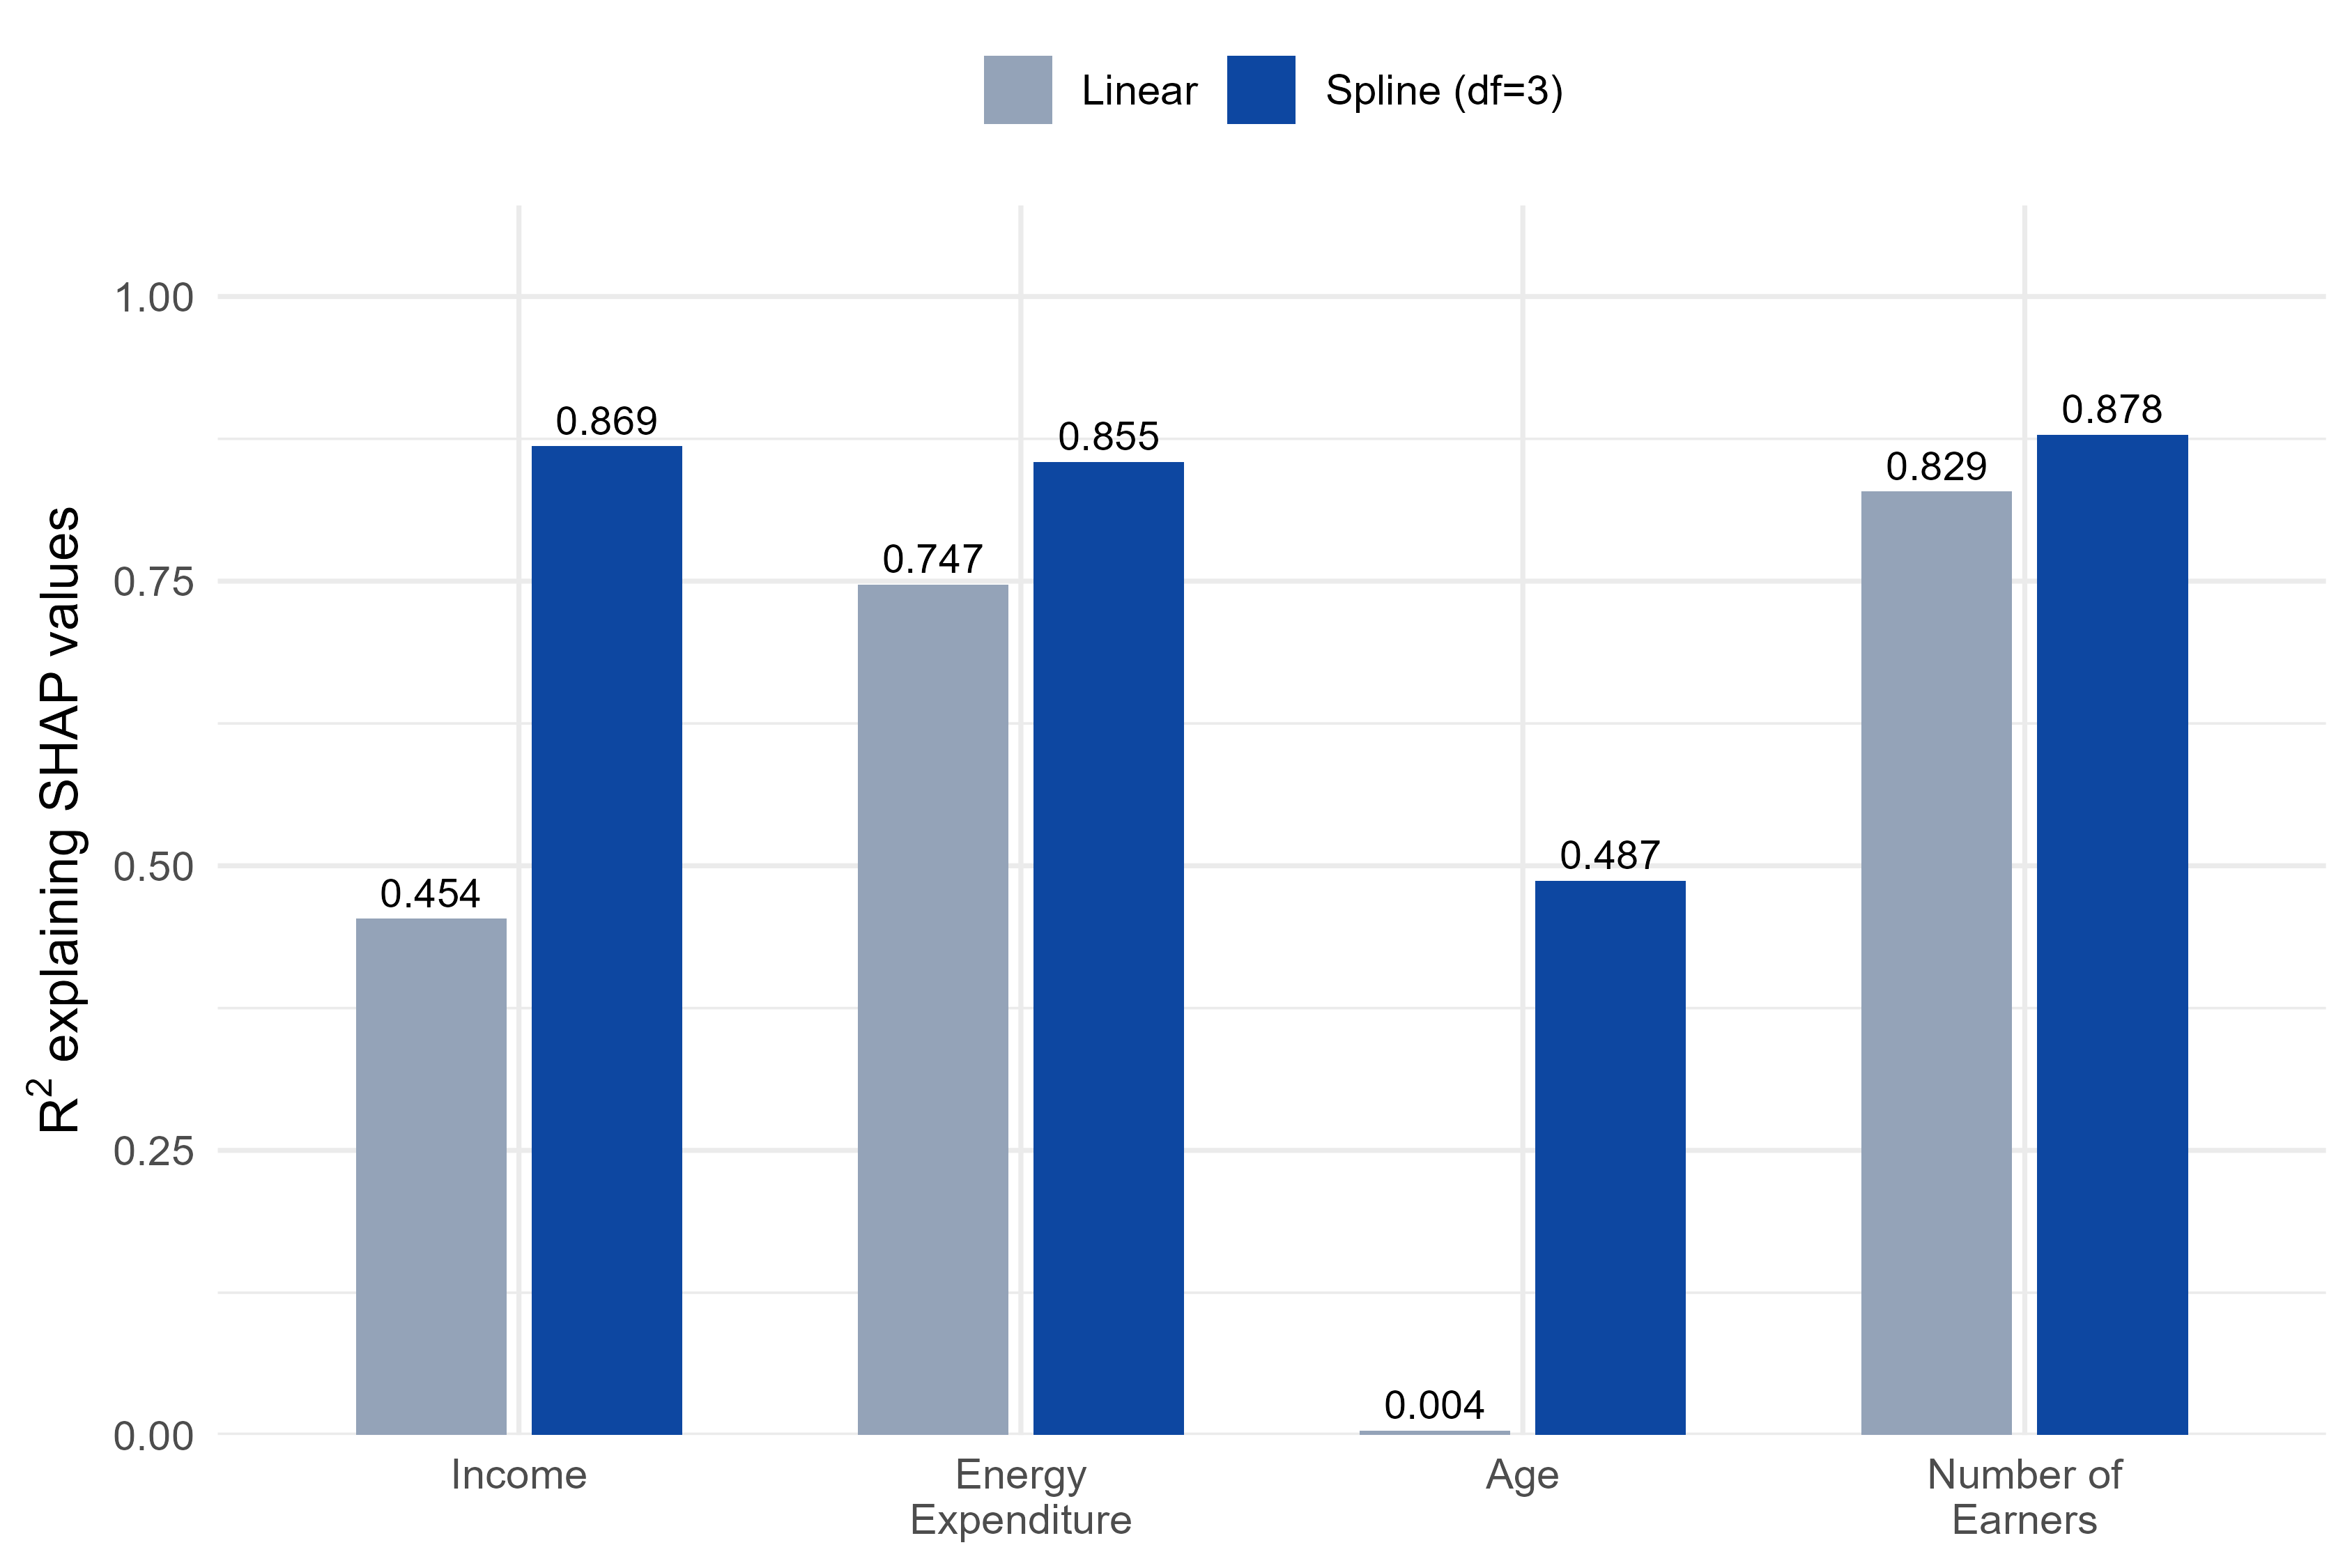 Linear
Spline (df=3)
R² explaining SHAP values
1.00
0.75
0.50
0.25
0.00
0.454
0.869
0.747
0.855
0.004
0.487
0.829
0.878
Income
Energy
Expenditure
Age
Number of
Earners